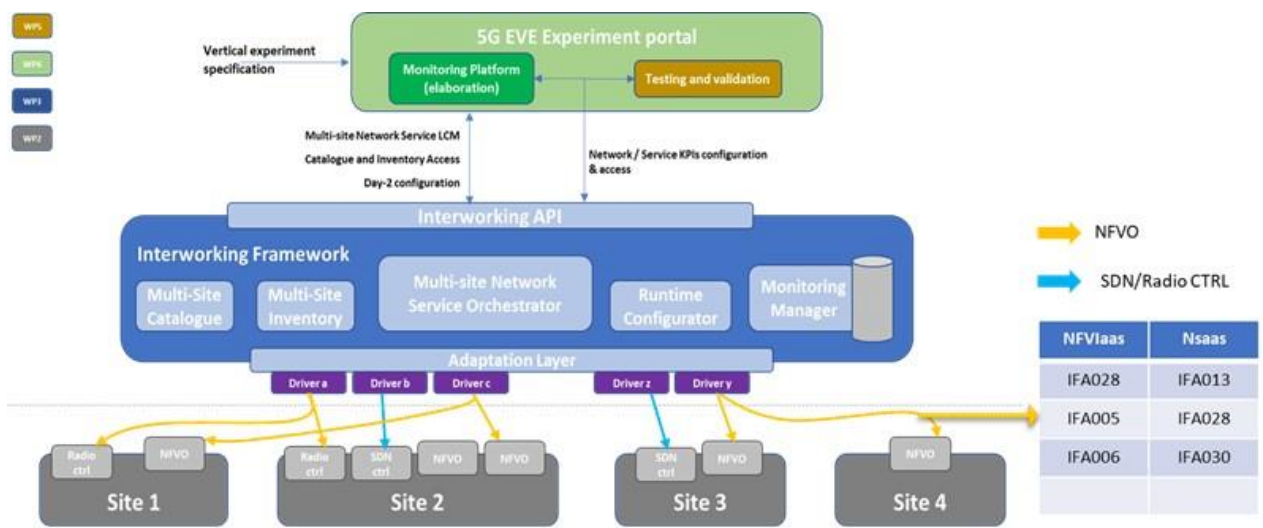 WP5
WP4
WP3
WP2
Vertical experiment
specification
5G EVE Experiment portal
Monitoring Platform
(elaboration)
Testing and validation
Multi-site Network Service LCM
Catalogue and Inventory Access
Day-2 configuration
Network / Service KPIs configuration
& access
Interworking API
Interworking Framework
Multi-Site
Catalogue
Multi-Site
Inventory
Multi-site Network
Service Orchestrator
Runtime
Configurator
Monitoring
Manager
Adaptation Layer
Driver a
Driver b
Driver c
Driver z
Driver y
Radio
ctrl
NFVO
Site 1
Radio
ctrl
SDN
ctrl
NFVO
NFVO
Site 2
SDN
ctrl
NFVO
Site 3
NFVO
Site 4
NFVO
SDN/Radio CTRL
NFVIaas Nsaas
IFA028 IFA013
IFA005 IFA028
IFA006 IFA030